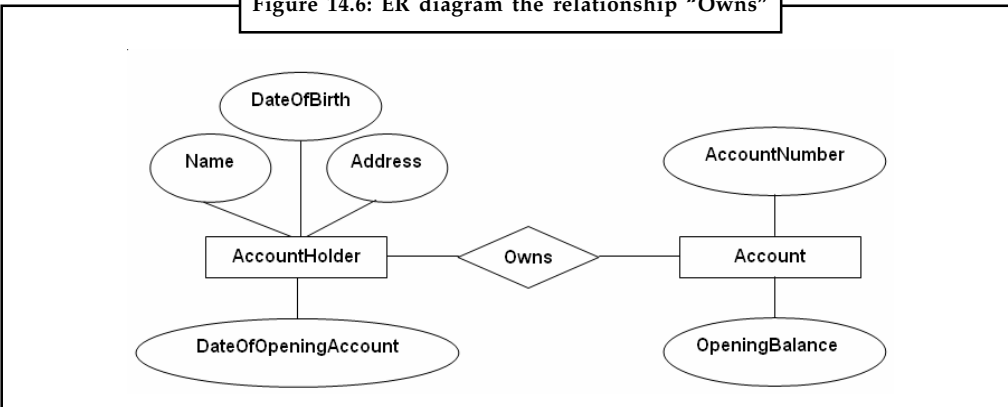 Figure 14.6: ER diagram the relationship “Owns”
DateOfBirth
Name
Address
AccountNumber
AccountHolder
Owns
Account
DateOfOpeningAccount
OpeningBalance